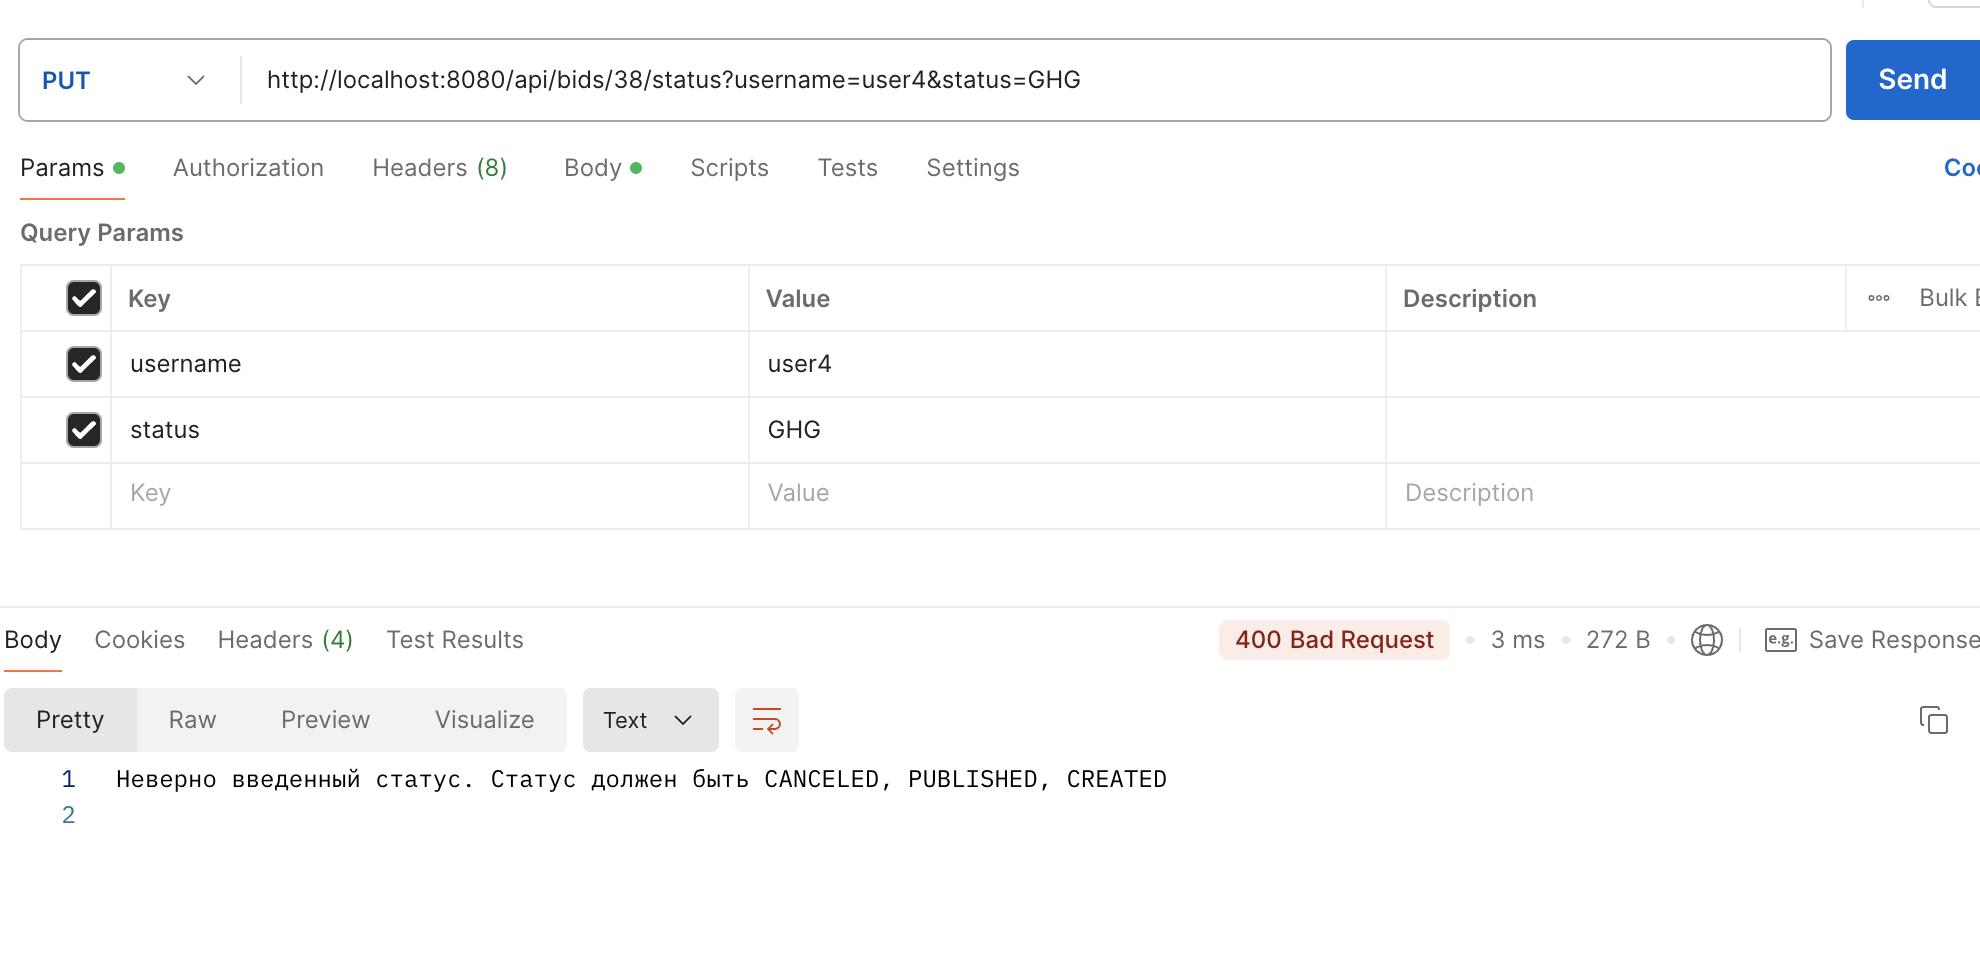 PUT http://localhost:8080/api/bids/38/status?username=user4&status=GHG Send
Params Authorization Headers (8) Body Scripts Tests Settings
Query Params
Key Value Description Bulk
username user4
status GHG
Key Value Description
Body Cookies Headers (4) Test Results 400 Bad Request 3 ms 272 B e.g. Save Response
Pretty Raw Preview Visualize Text
1 Неверно введенный статус. Статус должен быть CANCELED, PUBLISHED, CREATED
2